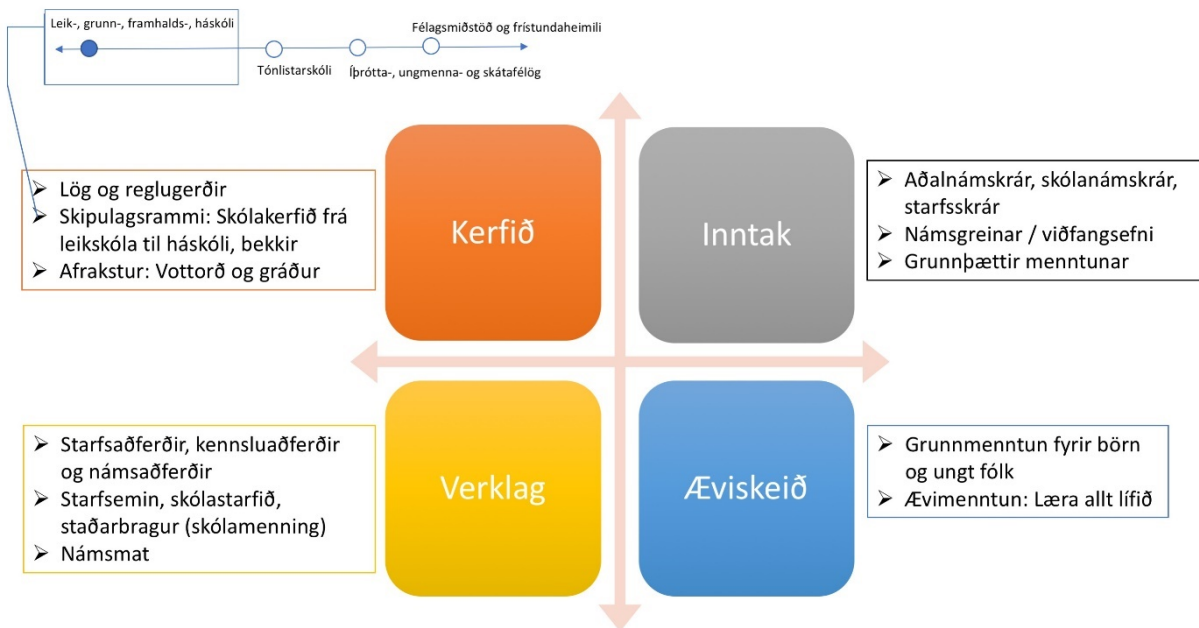 Leik-, grunn-, framhalds-, háskóli
Félagsmiðstöð og frístundaheimili
Tónlistarskóli
Íþrótta-, ungmenna- og skátafélög
➢ Lög og reglugerðir
➢ Skipulagsrammi: Skólakerfið frá
leikskóla til háskóli, bekkir
➢ Afrakstur: Vottorð og gráður
Kerfið
Inntak
➢ Aðalnámskrár, skólanámskrár,
starfsskrár
➢ Námsgreinar / viðfangsefni
➢ Grunnþættir menntunar
➢ Starfsaðferðir, kennsluaðferðir
og námsaðferðir
➢ Starfsemin, skólastarfið,
staðarbragur (skólamenning)
➢ Námsmat
Verklag
Æviskeið
➢ Grunnmenntun fyrir börn
og ungt fólk
➢ Ævimenntun: Læra allt lífið